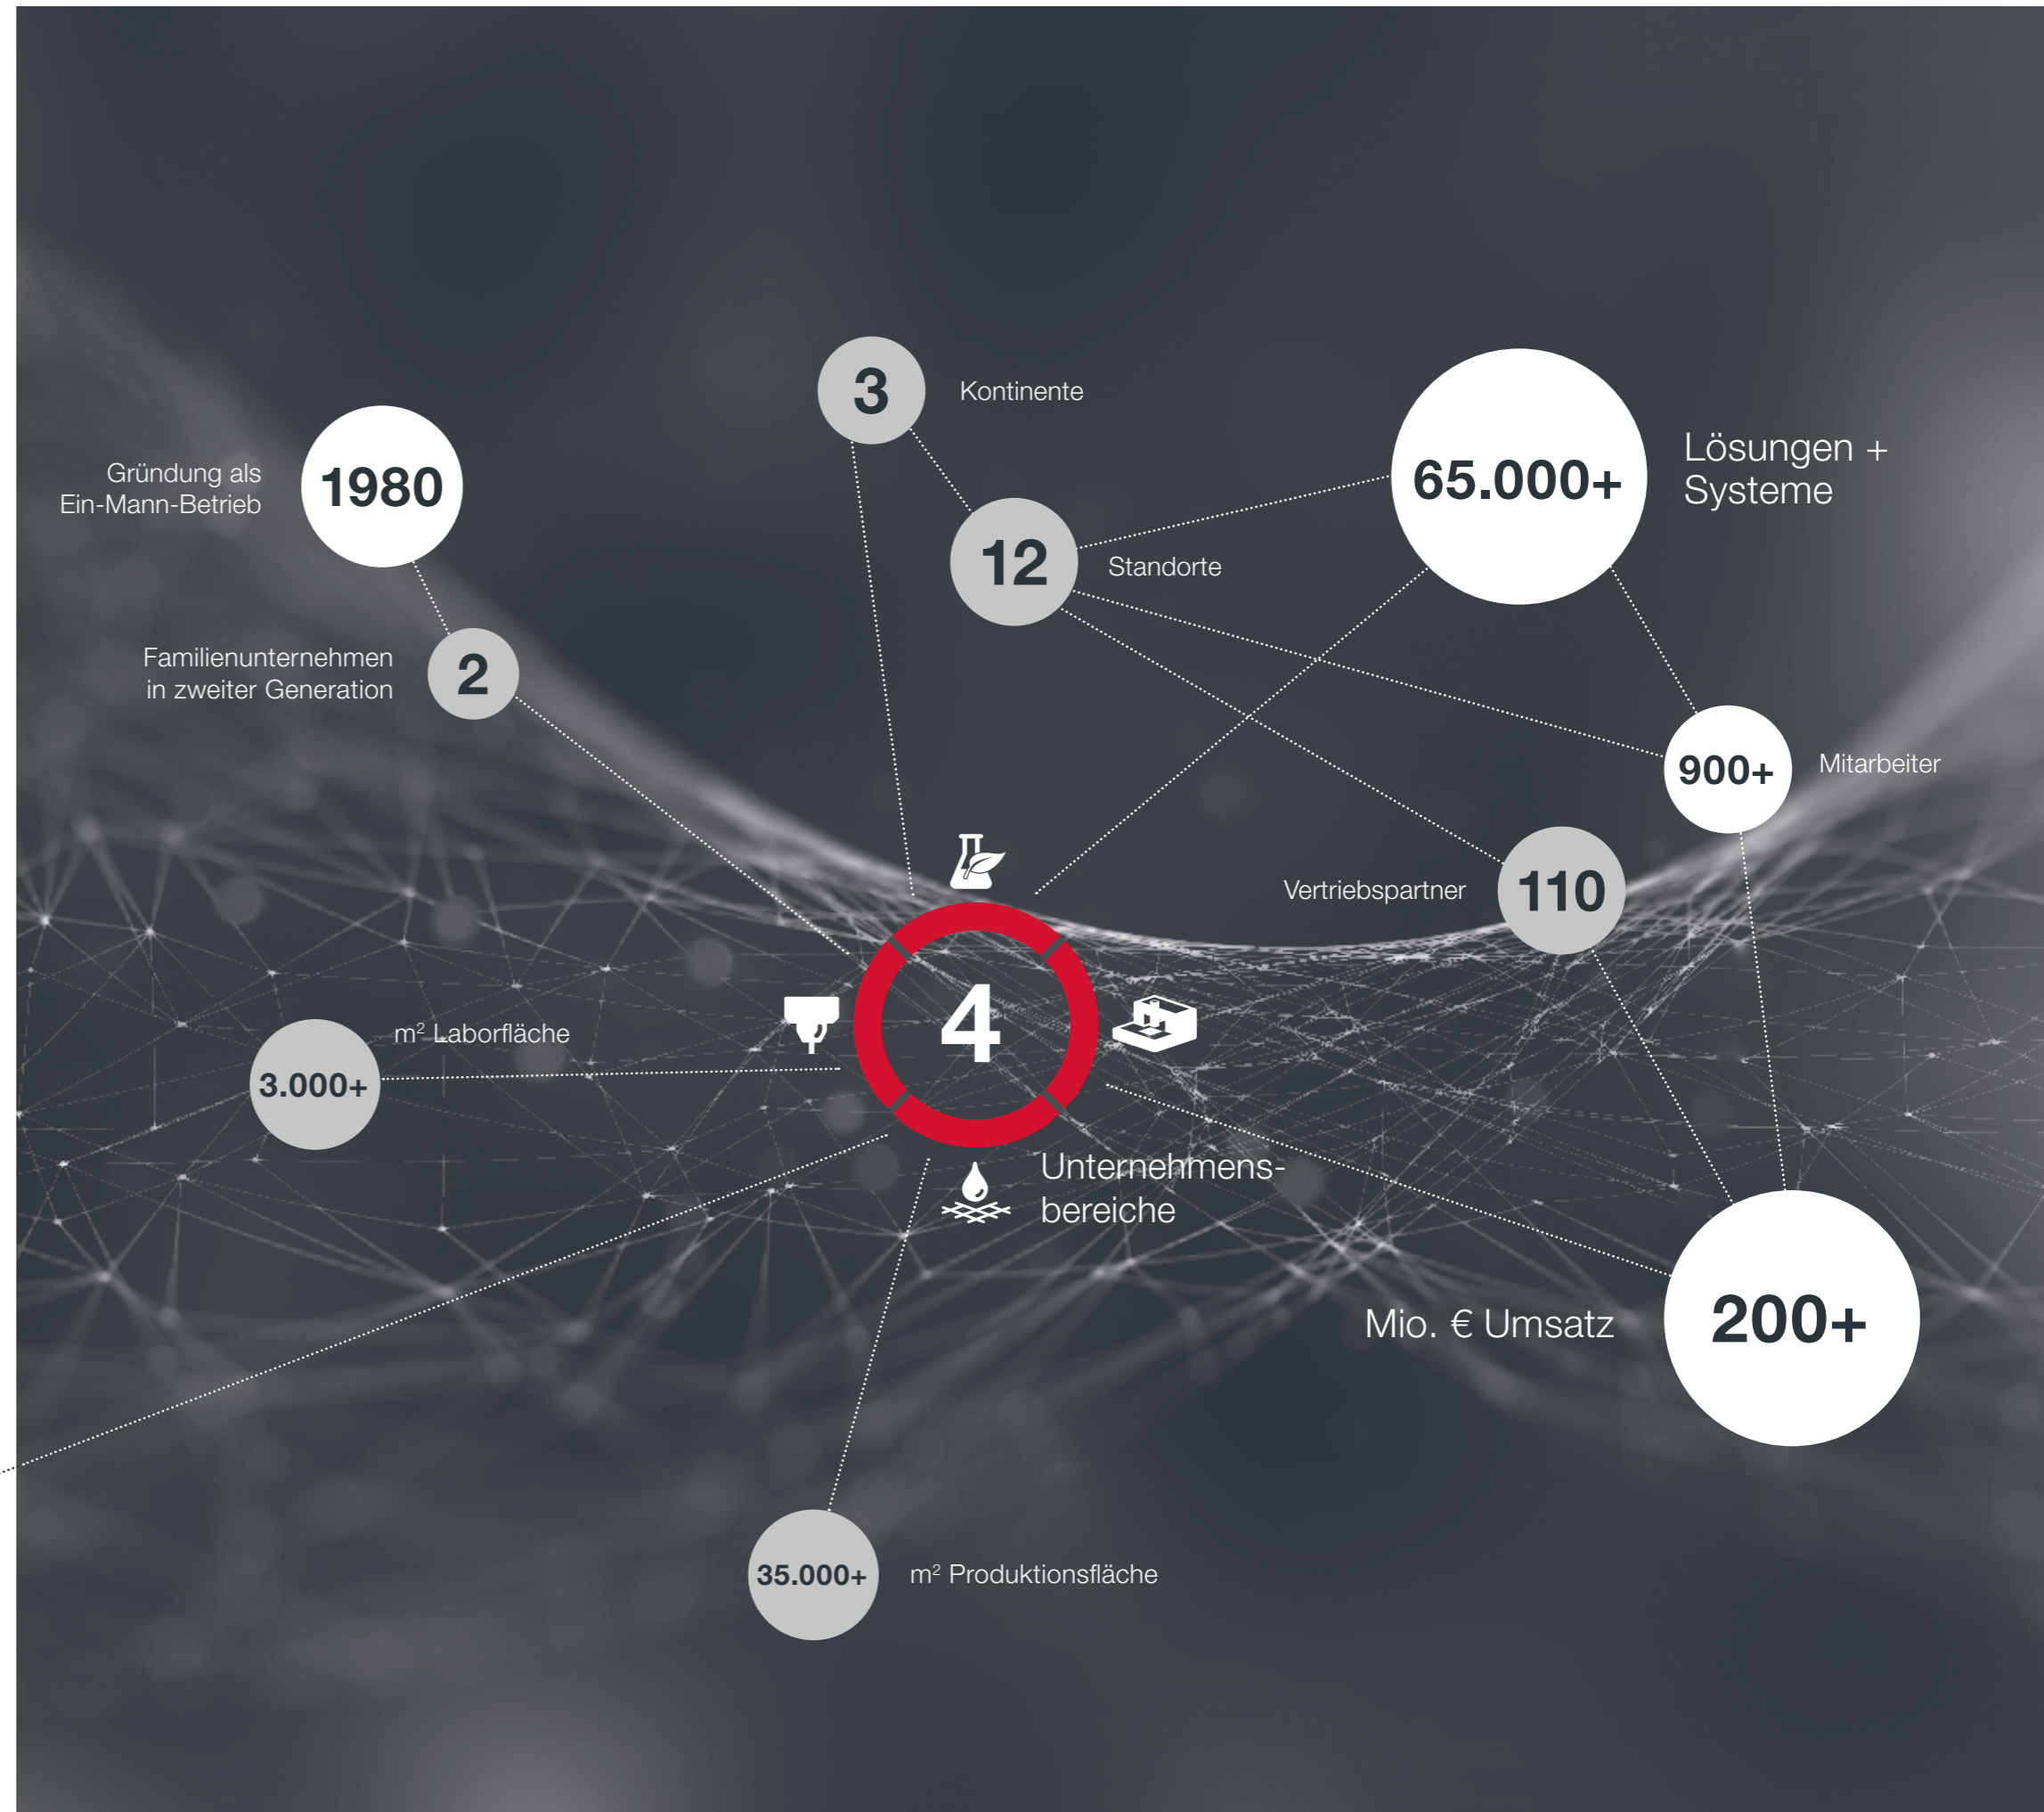 3
Kontinente
65.000+
Lösungen +
Systeme
Gründung als
Ein-Mann-Betrieb
1980
12
Standorte
Familienunternehmen
in zweiter Generation
2
900+
Mitarbeiter
Vertriebspartner
110
4
Unternehmens-
bereiche
m² Laborfläche
3.000+
Mio. € Umsatz
200+
35.000+
m² Produktionsfläche